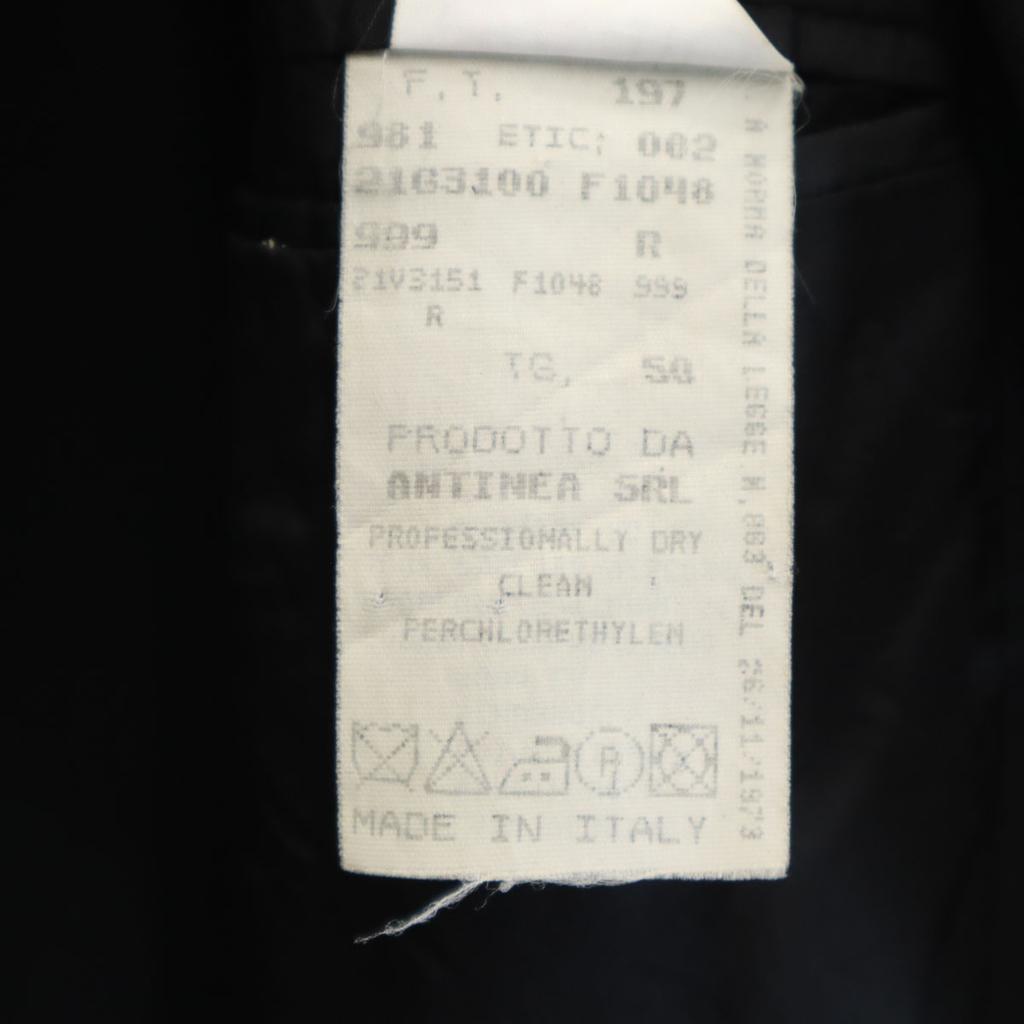 F.T. 197
981 ETIC; 002
21G3100 F1048
999 R
21V3151 F1048 999
R
TG, 50
PRODOTTO DA
ANTINEA SRL
PROFESSIONALLY DRY
CLEAN
PERCHLORETHYLEN
P
MADE IN ITALY
A NORMA DELLA LEGGE N.883 DEL 26/11/1973